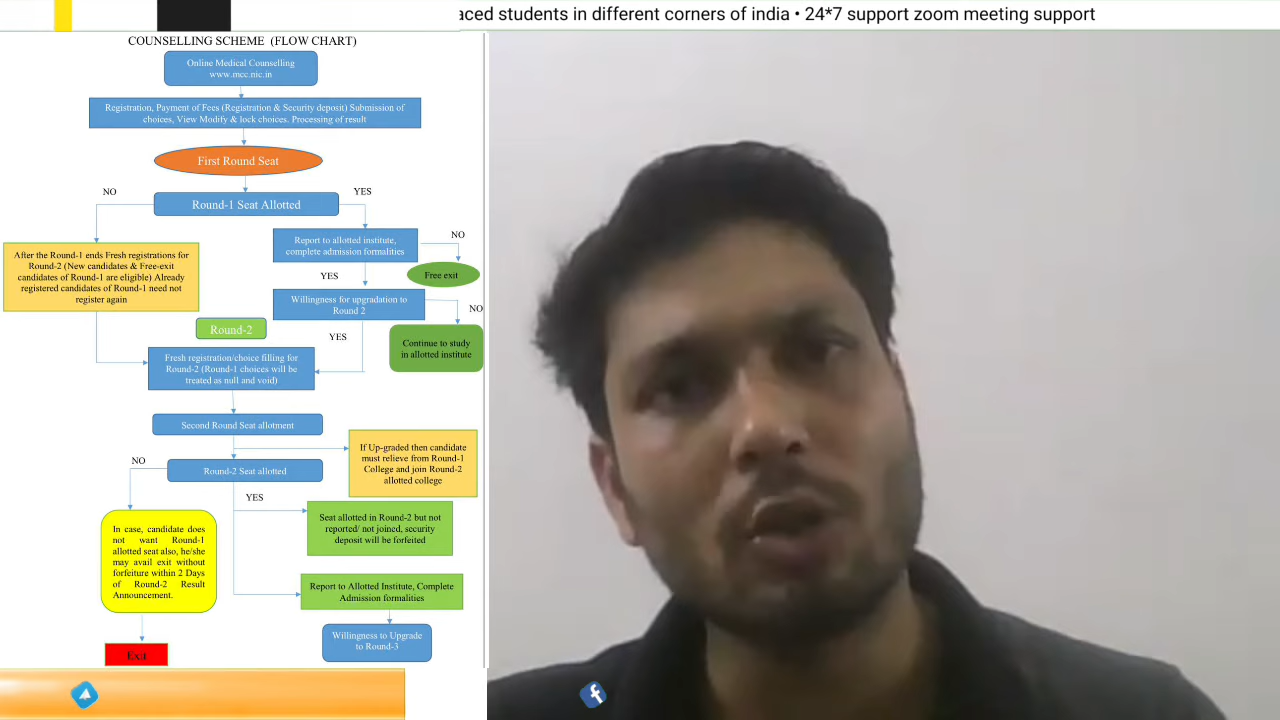 aced students in different corners of india • 24*7 support zoom meeting support
COUNSELLING SCHEME (FLOW CHART)
Online Medical Counselling
www.mcc.nic.in
Registration, Payment of Fees (Registration & Security deposit) Submission of
choices, View Modify & lock choices. Processing of result
First Round Seat
NO
YES
Round-1 Seat Allotted
Report to allotted institute,
complete admission formalities
NO
After the Round-1 ends Fresh registrations for
Round-2 (New candidates & Free-exit
candidates of Round-1 are eligible) Already
registered candidates of Round-1 need not
register again
YES
Free exit
Willingness for upgradation to
Round 2
NO
Round-2
YES
Continue to study
in allotted institute
Fresh registration/choice filling for
Round-2 (Round-1 choices will be
treated as null and void)
Second Round Seat allotment
If Up-graded then candidate
must relieve from Round-1
College and join Round-2
allotted college
NO
Round-2 Seat allotted
YES
Seat allotted in Round-2 but not
reported/ not joined, security
deposit will be forfeited
In case, candidate does
not want Round-1
allotted seat also, he/she
may avail exit without
forfeiture within 2 Days
of Round-2 Result
Announcement.
Report to Allotted Institute, Complete
Admission formalities
Willingness to Upgrade
to Round-3
Exit